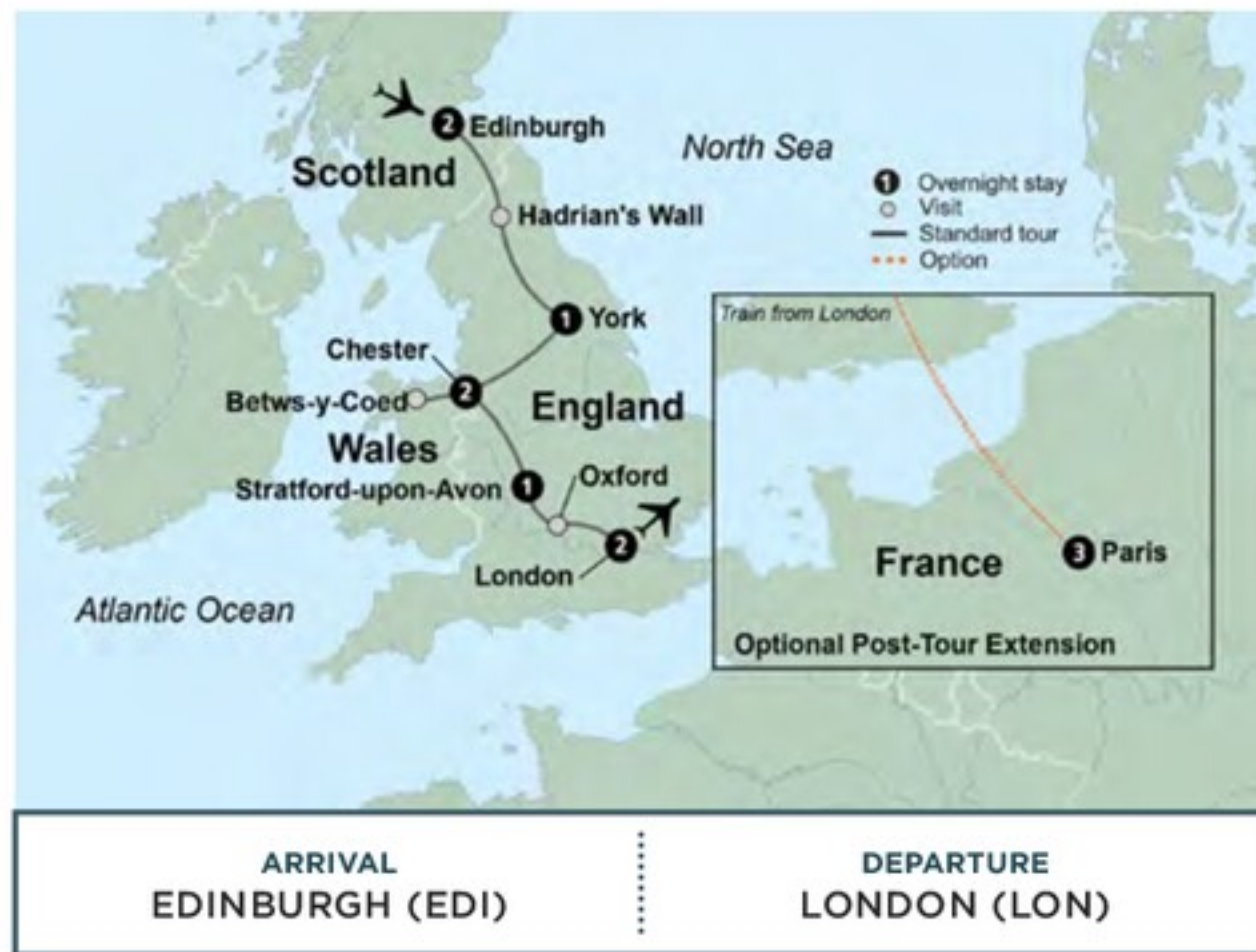 2 Edinburgh
North Sea
Scotland
1 Overnight stay
Visit
Standard tour
Option
Hadrian's Wall
Train from London
1 York
Chester
2
Betws-y-Coed
England
Wales
Stratford-upon-Avon 1
Oxford
2
London
France
3 Paris
Atlantic Ocean
Optional Post-Tour Extension
ARRIVAL
EDINBURGH (EDI)
DEPARTURE
LONDON (LON)